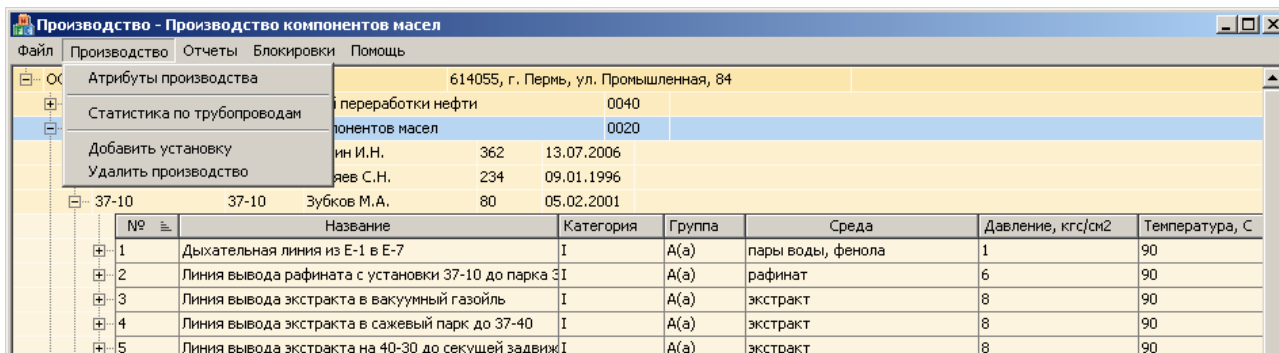 Производство - Производство компонентов масел
Файл Производство Отчеты Блокировки Помощь
Атрибуты производства
Статистика по трубопроводам
Добавить установку
Удалить производство
614055, г. Пермь, ул. Промышленная, 84
переработки нефти 0040
масел 0020
И.Н. 362 13.07.2006
С.Н. 234 09.01.1996
37-10 37-10 Зубков М.А. 80 05.02.2001
№ Название Категория Группа Среда Давление, кгс/см2 Температура, С
1 Дыхательная линия из Е-1 в Е-7 I А(а) пары воды, фенола 1 90
2 Линия вывода рафината с установки 37-10 до парка I А(а) рафинат 6 90
3 Линия вывода экстракта в вакуумный газойль I А(а) экстракт 8 90
4 Линия вывода экстракта в сажевый парк до 37-40 I А(а) экстракт 8 90
5 Линия вывода экстракта на 40-30 до секущей I А(а) экстракт 8 90